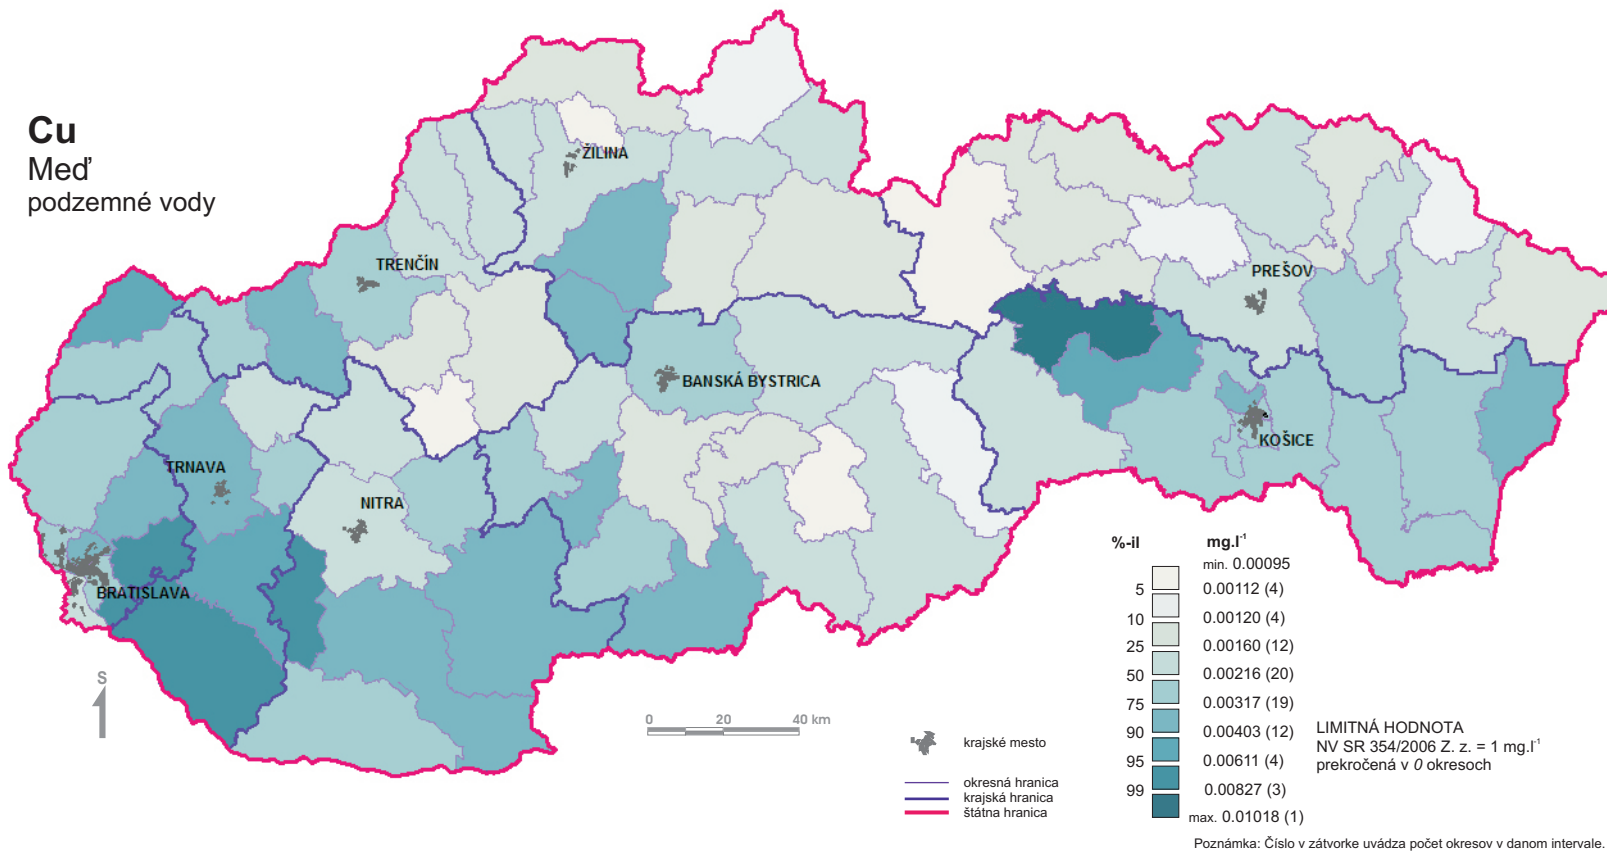 Cu
Meď
podzemné vody
ŽILINA
TRENČÍN
PREŠOV
BANSKÁ BYSTRICA
KOŠICE
TRNAVA
NITRA
BRATISLAVA
S
0 20 40 km
krajské mesto
okresná hranica
krajská hranica
štátna hranica
%-il mg.l⁻¹
min. 0.00095
5 0.00112 (4)
10 0.00120 (4)
25 0.00160 (12)
50 0.00216 (20)
75 0.00317 (19)
90 0.00403 (12)
95 0.00611 (4)
99 0.00827 (3)
max. 0.01018 (1)
LIMITNÁ HODNOTA
NV SR 354/2006 Z. z. = 1 mg.l⁻¹
prekročená v 0 okresoch
Poznámka: Číslo v zátvorke uvádza počet okresov v danom intervale.